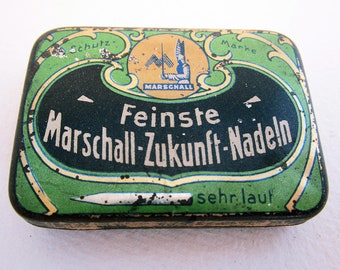 Schutz Marke
MARSCHALL
Feinste
Marschall-Zukunft-Nadeln
sehr laut